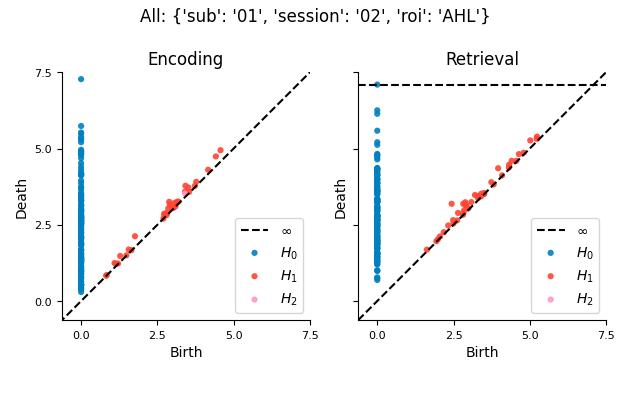 All: {'sub': '01', 'session': '02', 'roi': 'AHL'}
Encoding
Retrieval
7.5
5.0
2.5
0.0
Death
0.0
2.5
5.0
7.5
Birth
∞
H₀
H₁
H₂
Death
0.0
2.5
5.0
7.5
Birth
∞
H₀
H₁
H₂